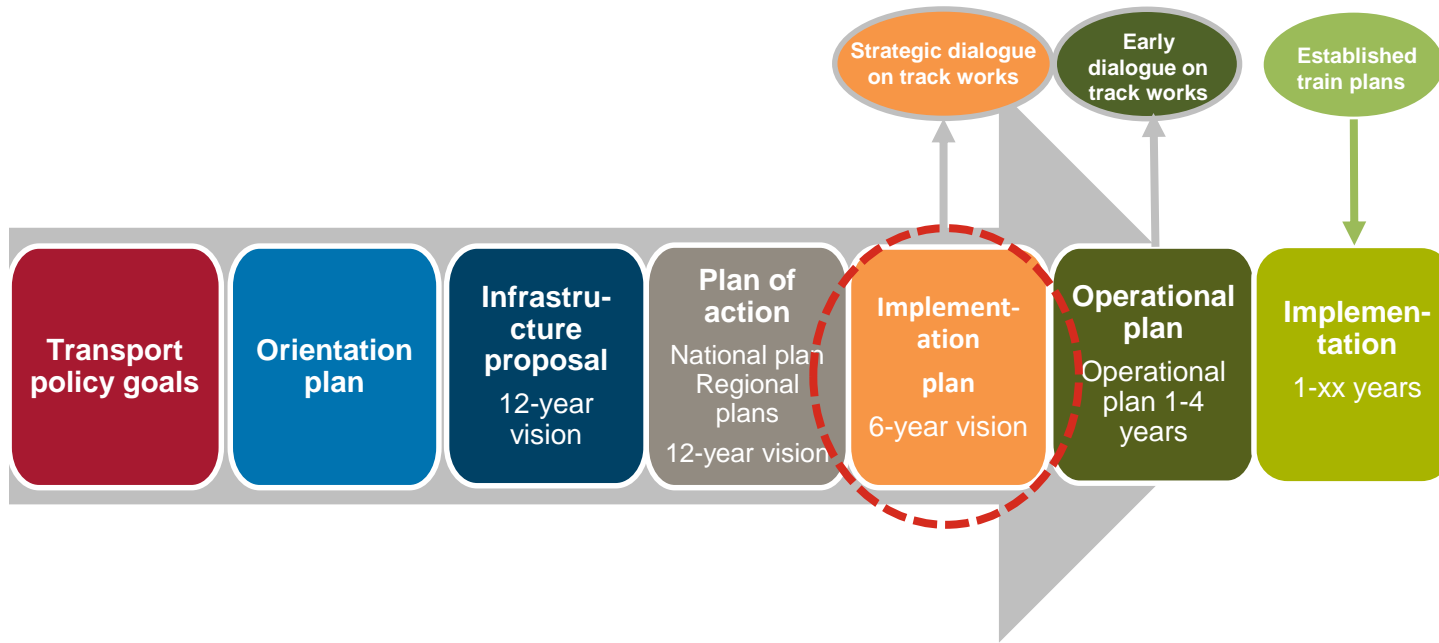 Strategic dialogue
on track works
Early
dialogue on
track works
Established
train plans
Transport
policy goals
Orientation
plan
Infrastru-
cture
proposal
12-year
vision
Plan of
action
National plan
Regional
plans
12-year vision
Implement-
ation
plan
6-year vision
Operational
plan
Operational
plan 1-4
years
Implemen-
tation
1-xx years